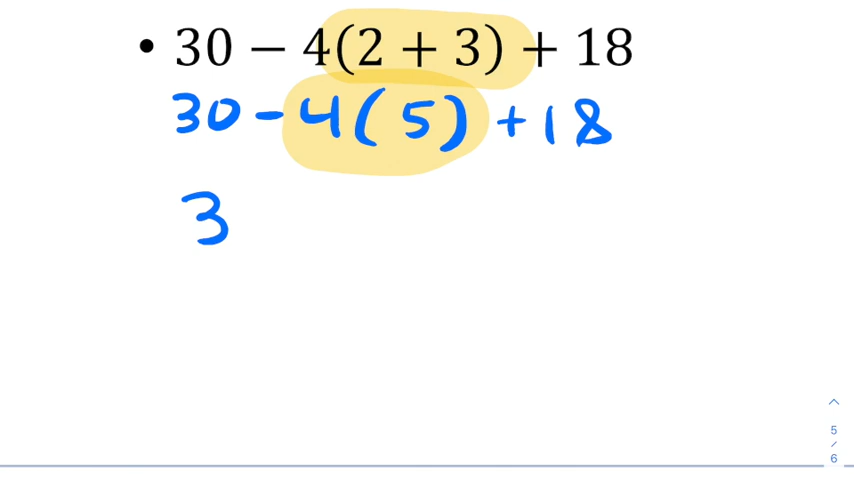 • 30 − 4(2 + 3) + 18
30 - 4(5) + 18
3
5
/
6